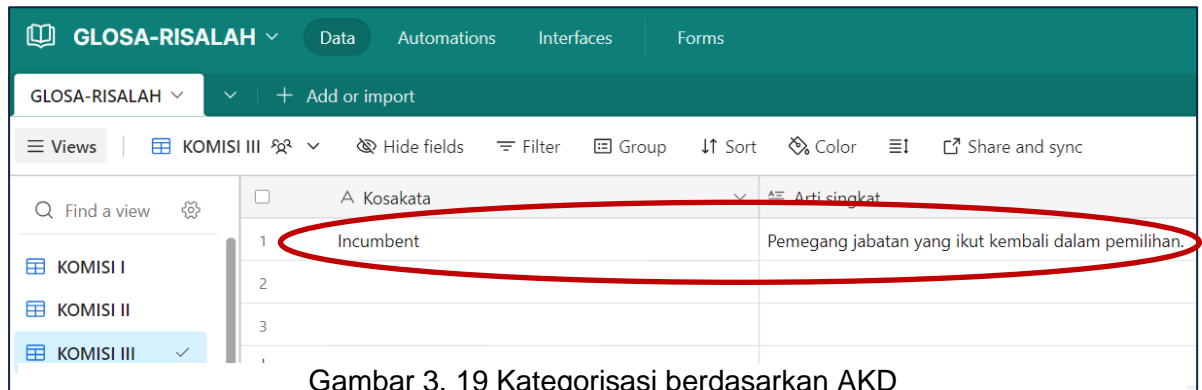 GLOSA-RISALAH Data Automations Interfaces Forms
GLOSA-RISALAH + Add or import
Views KOMISI III Hide fields Filter Group Sort Color Share and sync
Find a view A Kosakata Arti singkat
1 Incumbent Pemegang jabatan yang ikut kembali dalam pemilihan.
KOMISI I
2
KOMISI II
3
KOMISI III
Gambar 3. 19 Kategorisasi berdasarkan AKD